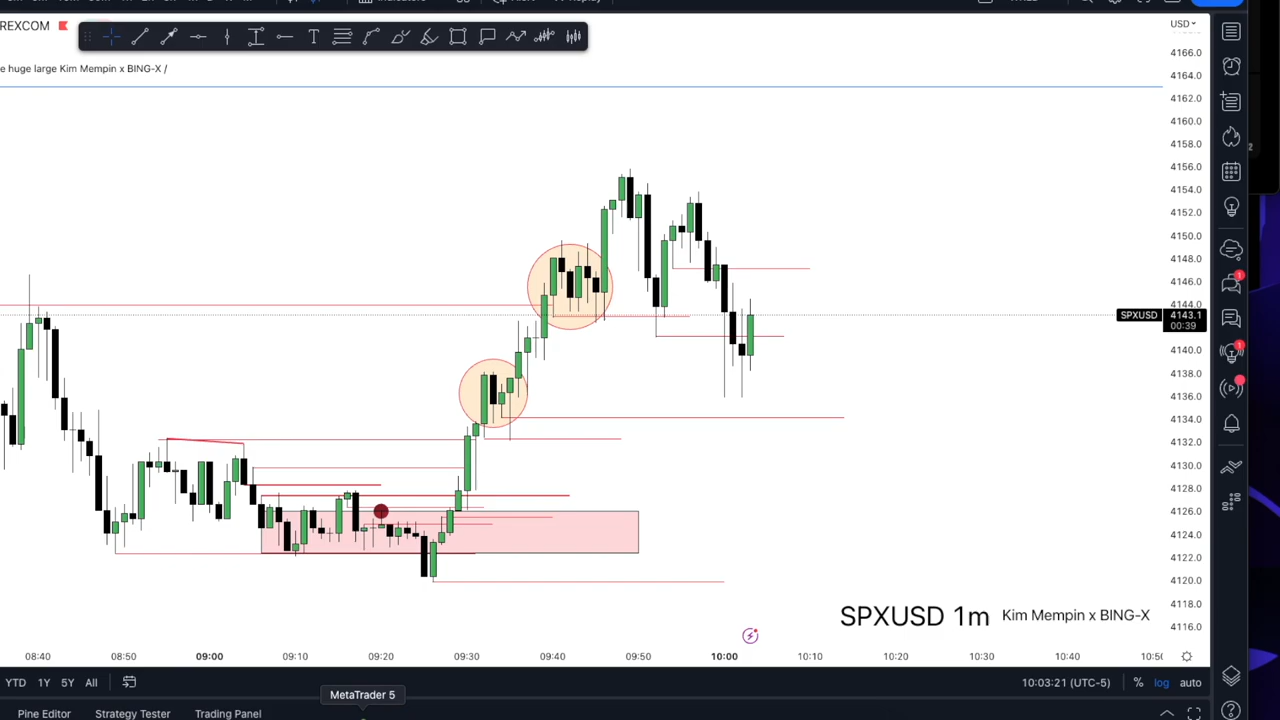 REXCOM
USD
e huge large Kim Mempin x BING-X /
4166.0
4164.0
4162.0
4160.0
4158.0
4156.0
4154.0
4152.0
4150.0
4148.0
4146.0
4144.0
SPXUSD 4143.1
00:39
4140.0
4138.0
4136.0
4134.0
4132.0
4130.0
4128.0
4126.0
4124.0
4122.0
4120.0
4118.0
4116.0
SPXUSD 1m Kim Mempin x BING-X
08:40 08:50 09:00 09:10 09:20 09:30 09:40 09:50 10:00 10:10 10:20 10:30 10:40 10:50
YTD 1Y 5Y All 10:03:21 (UTC-5) % log auto
MetaTrader 5
Pine Editor Strategy Tester Trading Panel